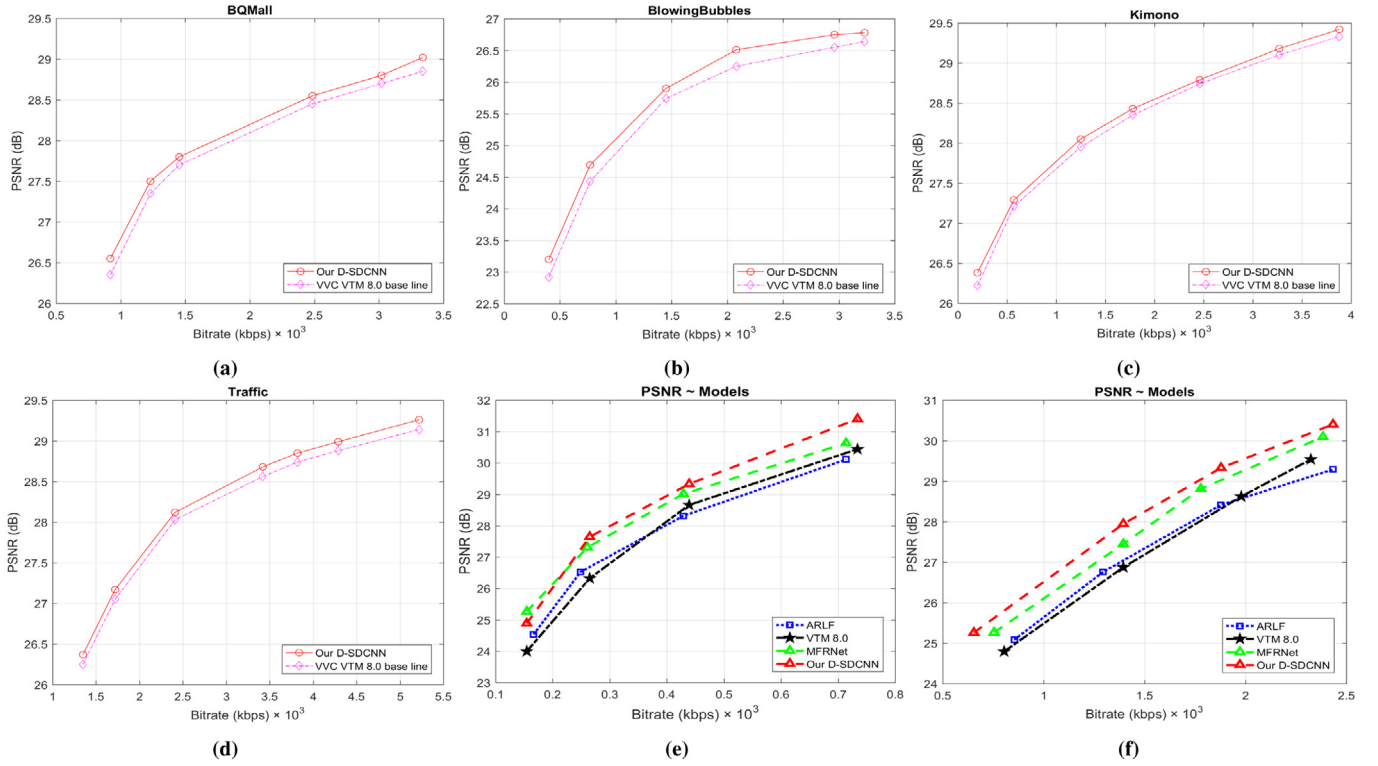 BQMall
29.5
29
28.5
28
27.5
27
26.5
26
PSNR (dB)
Our D-SDCNN
VVC VTM 8.0 base line
0.5 1 1.5 2 2.5 3 3.5
Bitrate (kbps) × 10³
(a)
BlowingBubbles
27
26.5
26
25.5
25
24.5
24
23.5
23
22.5
PSNR (dB)
Our D-SDCNN
VVC VTM 8.0 base line
0 0.5 1 1.5 2 2.5 3 3.5
Bitrate (kbps) × 10³
(b)
Kimono
29.5
29
28.5
28
27.5
27
26.5
26
PSNR (dB)
Our D-SDCNN
VVC VTM 8.0 base line
0 0.5 1 1.5 2 2.5 3 3.5 4
Bitrate (kbps) × 10³
(c)
Traffic
29.5
29
28.5
28
27.5
27
26.5
26
PSNR (dB)
Our D-SDCNN
VVC VTM 8.0 base line
1 1.5 2 2.5 3 3.5 4 4.5 5 5.5
Bitrate (kbps) × 10³
(d)
PSNR ~ Models
32
31
30
29
28
27
26
25
24
23
PSNR (dB)
ARLF
VTM 8.0
MFRNet
Our D-SDCNN
0.1 0.2 0.3 0.4 0.5 0.6 0.7 0.8
Bitrate (kbps) × 10³
(e)
PSNR ~ Models
31
30
29
28
27
26
25
24
PSNR (dB)
ARLF
VTM 8.0
MFRNet
Our D-SDCNN
0.5 1 1.5 2 2.5
Bitrate (kbps) × 10³
(f)